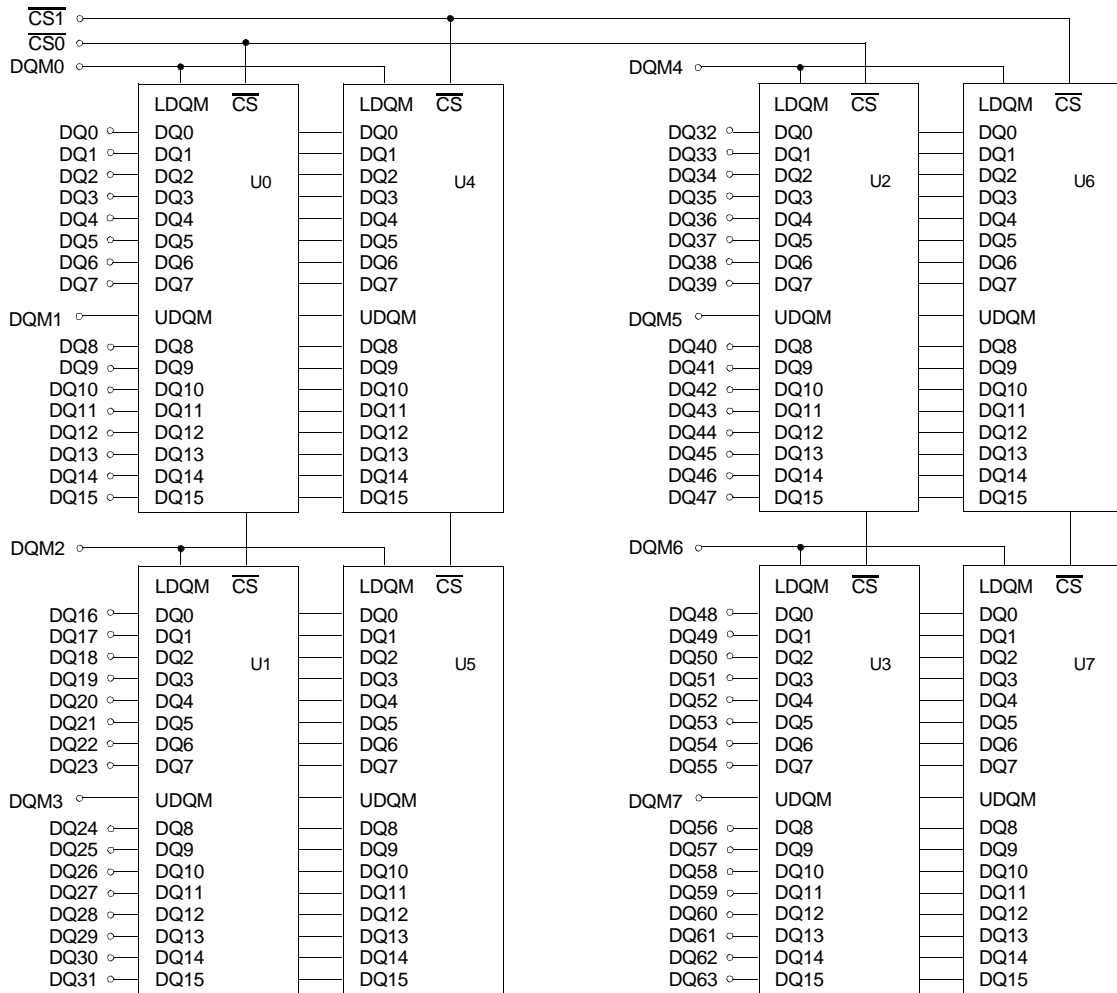 CS1
CS0
DQM0
LDQM CS
DQ0 DQ0
DQ1 DQ1
DQ2 DQ2
U0
DQ3 DQ3
DQ4 DQ4
DQ5 DQ5
DQ6 DQ6
DQ7 DQ7
DQM1 UDQM
DQ8 DQ8
DQ9 DQ9
DQ10 DQ10
DQ11 DQ11
DQ12 DQ12
DQ13 DQ13
DQ14 DQ14
DQ15 DQ15
LDQM CS
DQ0
DQ1
DQ2
U4
DQ3
DQ4
DQ5
DQ6
DQ7
UDQM
DQ8
DQ9
DQ10
DQ11
DQ12
DQ13
DQ14
DQ15
DQM4
LDQM CS
DQ32 DQ0
DQ33 DQ1
DQ34 DQ2
U2
DQ35 DQ3
DQ36 DQ4
DQ37 DQ5
DQ38 DQ6
DQ39 DQ7
DQM5 UDQM
DQ40 DQ8
DQ41 DQ9
DQ42 DQ10
DQ43 DQ11
DQ44 DQ12
DQ45 DQ13
DQ46 DQ14
DQ47 DQ15
LDQM CS
DQ0
DQ1
DQ2
U6
DQ3
DQ4
DQ5
DQ6
DQ7
UDQM
DQ8
DQ9
DQ10
DQ11
DQ12
DQ13
DQ14
DQ15
DQM2
LDQM CS
DQ16 DQ0
DQ17 DQ1
DQ18 DQ2
U1
DQ19 DQ3
DQ20 DQ4
DQ21 DQ5
DQ22 DQ6
DQ23 DQ7
DQM3 UDQM
DQ24 DQ8
DQ25 DQ9
DQ26 DQ10
DQ27 DQ11
DQ28 DQ12
DQ29 DQ13
DQ30 DQ14
DQ31 DQ15
LDQM CS
DQ0
DQ1
DQ2
U5
DQ3
DQ4
DQ5
DQ6
DQ7
UDQM
DQ8
DQ9
DQ10
DQ11
DQ12
DQ13
DQ14
DQ15
DQM6
LDQM CS
DQ48 DQ0
DQ49 DQ1
DQ50 DQ2
U3
DQ51 DQ3
DQ52 DQ4
DQ53 DQ5
DQ54 DQ6
DQ55 DQ7
DQM7 UDQM
DQ56 DQ8
DQ57 DQ9
DQ58 DQ10
DQ59 DQ11
DQ60 DQ12
DQ61 DQ13
DQ62 DQ14
DQ63 DQ15
LDQM CS
DQ0
DQ1
DQ2
U7
DQ3
DQ4
DQ5
DQ6
DQ7
UDQM
DQ8
DQ9
DQ10
DQ11
DQ12
DQ13
DQ14
DQ15